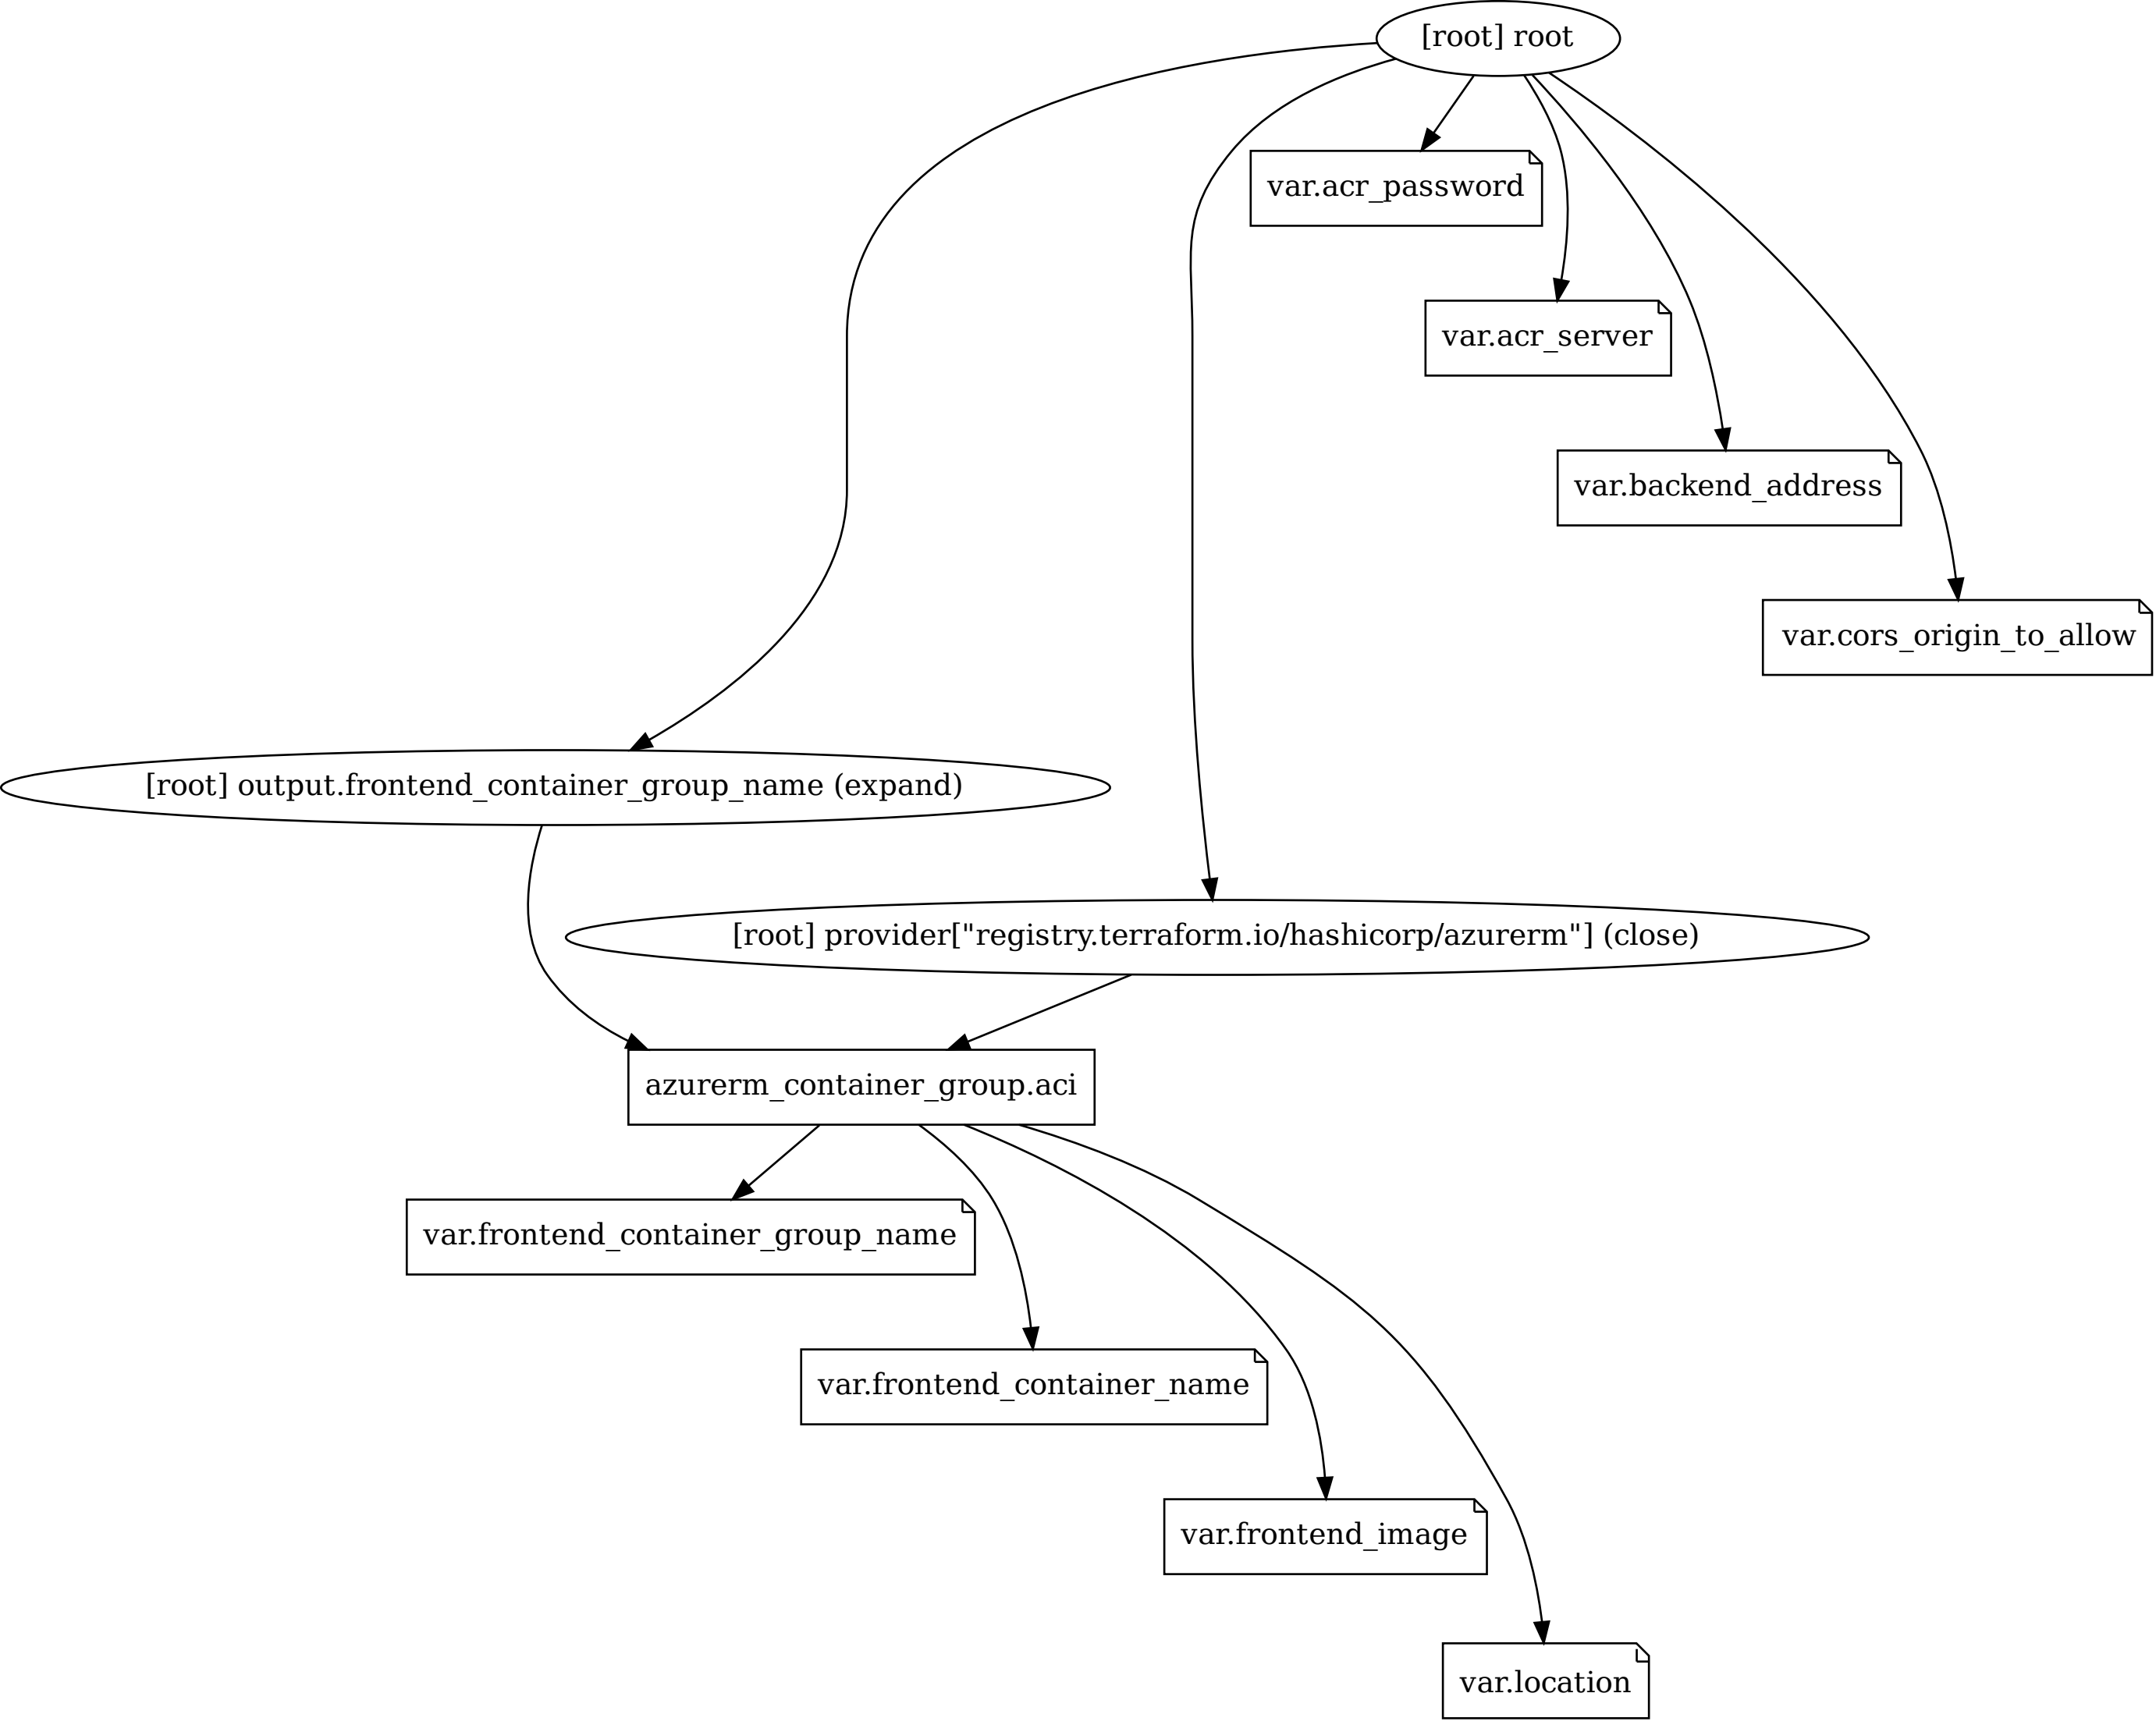 [root] root
var.acr_password
var.acr_server
var.backend_address
var.cors_origin_to_allow
[root] output.frontend_container_group_name (expand)
[root] provider["registry.terraform.io/hashicorp/azurerm"] (close)
azurerm_container_group.aci
var.frontend_container_group_name
var.frontend_container_name
var.frontend_image
var.location